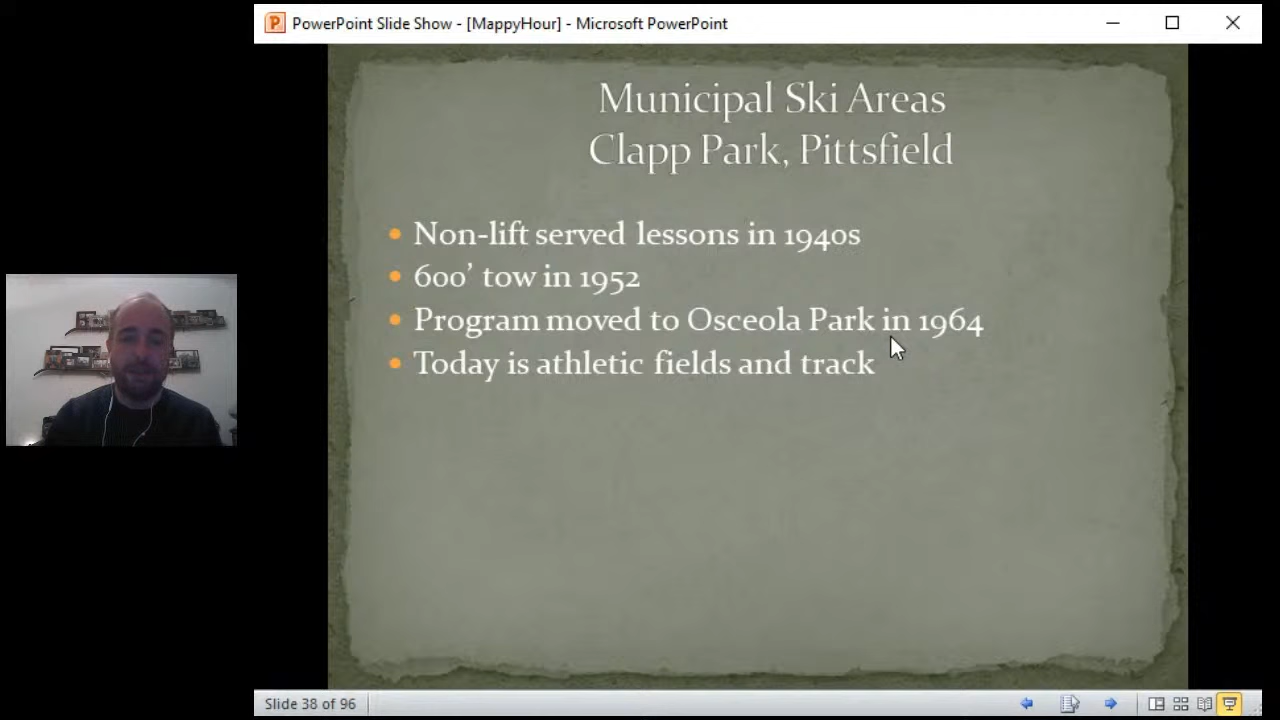 PowerPoint Slide Show - [MappyHour] - Microsoft PowerPoint
Municipal Ski Areas
Clapp Park, Pittsfield
• Non-lift served lessons in 1940s
• 600’ tow in 1952
• Program moved to Osceola Park in 1964
• Today is athletic fields and track
Slide 38 of 96